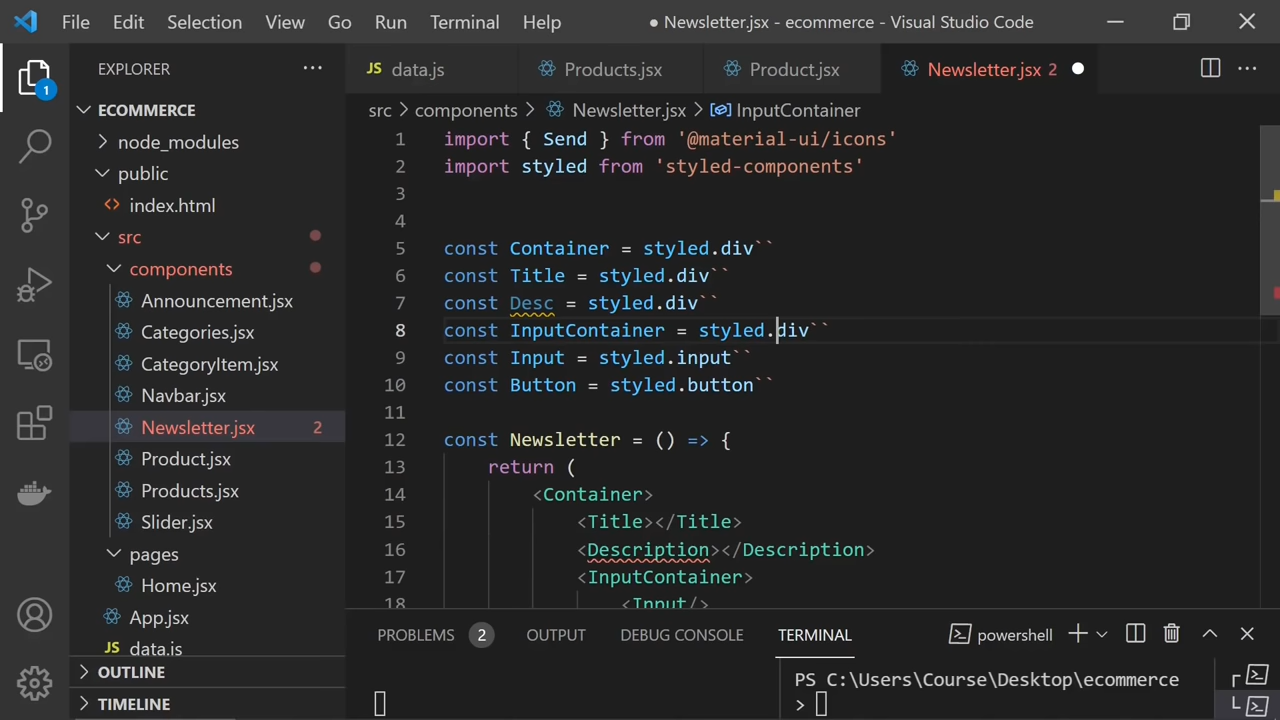 File Edit Selection View Go Run Terminal Help ● Newsletter.jsx - ecommerce - Visual Studio Code
EXPLORER ...
JS data.js Products.jsx Product.jsx Newsletter.jsx 2 ● ...
src > components > Newsletter.jsx > InputContainer
ECOMMERCE
node_modules
public
index.html
src
components
Announcement.jsx
Categories.jsx
CategoryItem.jsx
Navbar.jsx
Newsletter.jsx 2
Product.jsx
Products.jsx
Slider.jsx
pages
Home.jsx
App.jsx
JS data.js
OUTLINE
TIMELINE
1
1 import { Send } from '@material-ui/icons'
2 import styled from 'styled-components'
3
4
5 const Container = styled.div``
6 const Title = styled.div``
7 const Desc = styled.div``
8 const InputContainer = styled.div``
9 const Input = styled.input``
10 const Button = styled.button``
11
12 const Newsletter = () => {
13 return (
14 <Container>
15 <Title></Title>
16 <Description></Description>
17 <InputContainer>
18 <Input/>
PROBLEMS 2 OUTPUT DEBUG CONSOLE TERMINAL powershell
PS C:\Users\Course\Desktop\ecommerce
>